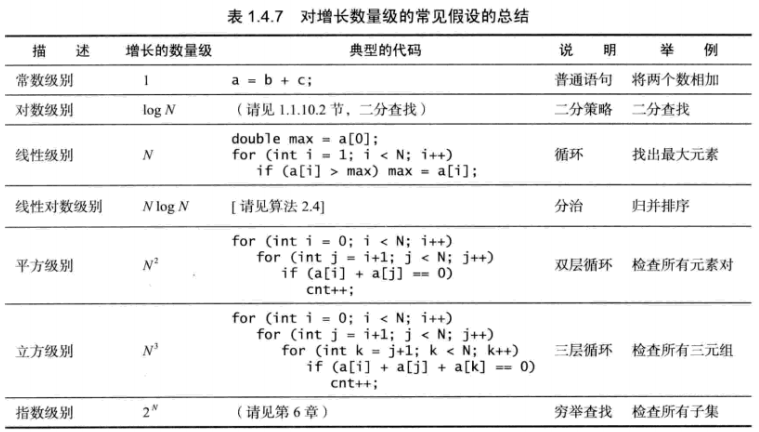 表 1.4.7 对增长数量级的常见假设的总结
描 述 增长的数量级 典型的代码 说 明 举 例
常数级别 1 a = b + c; 普通语句 将两个数相加
对数级别 log N （请见 1.1.10.2 节，二分查找） 二分策略 二分查找
double max = a[0];
线性级别 N for (int i = 1; i < N; i++) 循环 找出最大元素
if (a[i] > max) max = a[i];
线性对数级别 N log N [ 请见算法 2.4] 分治 归并排序
for (int i = 0; i < N; i++)
for (int j = i+1; j < N; j++)
平方级别 N² if (a[i] + a[j] == 0) 双层循环 检查所有元素对
cnt++;
for (int i = 0; i < N; i++)
for (int j = i+1; j < N; j++)
立方级别 N³ for (int k = j+1; k < N; k++) 三层循环 检查所有三元组
if (a[i] + a[j] + a[k] == 0)
cnt++;
指数级别 2ᴺ （请见第 6 章） 穷举查找 检查所有子集